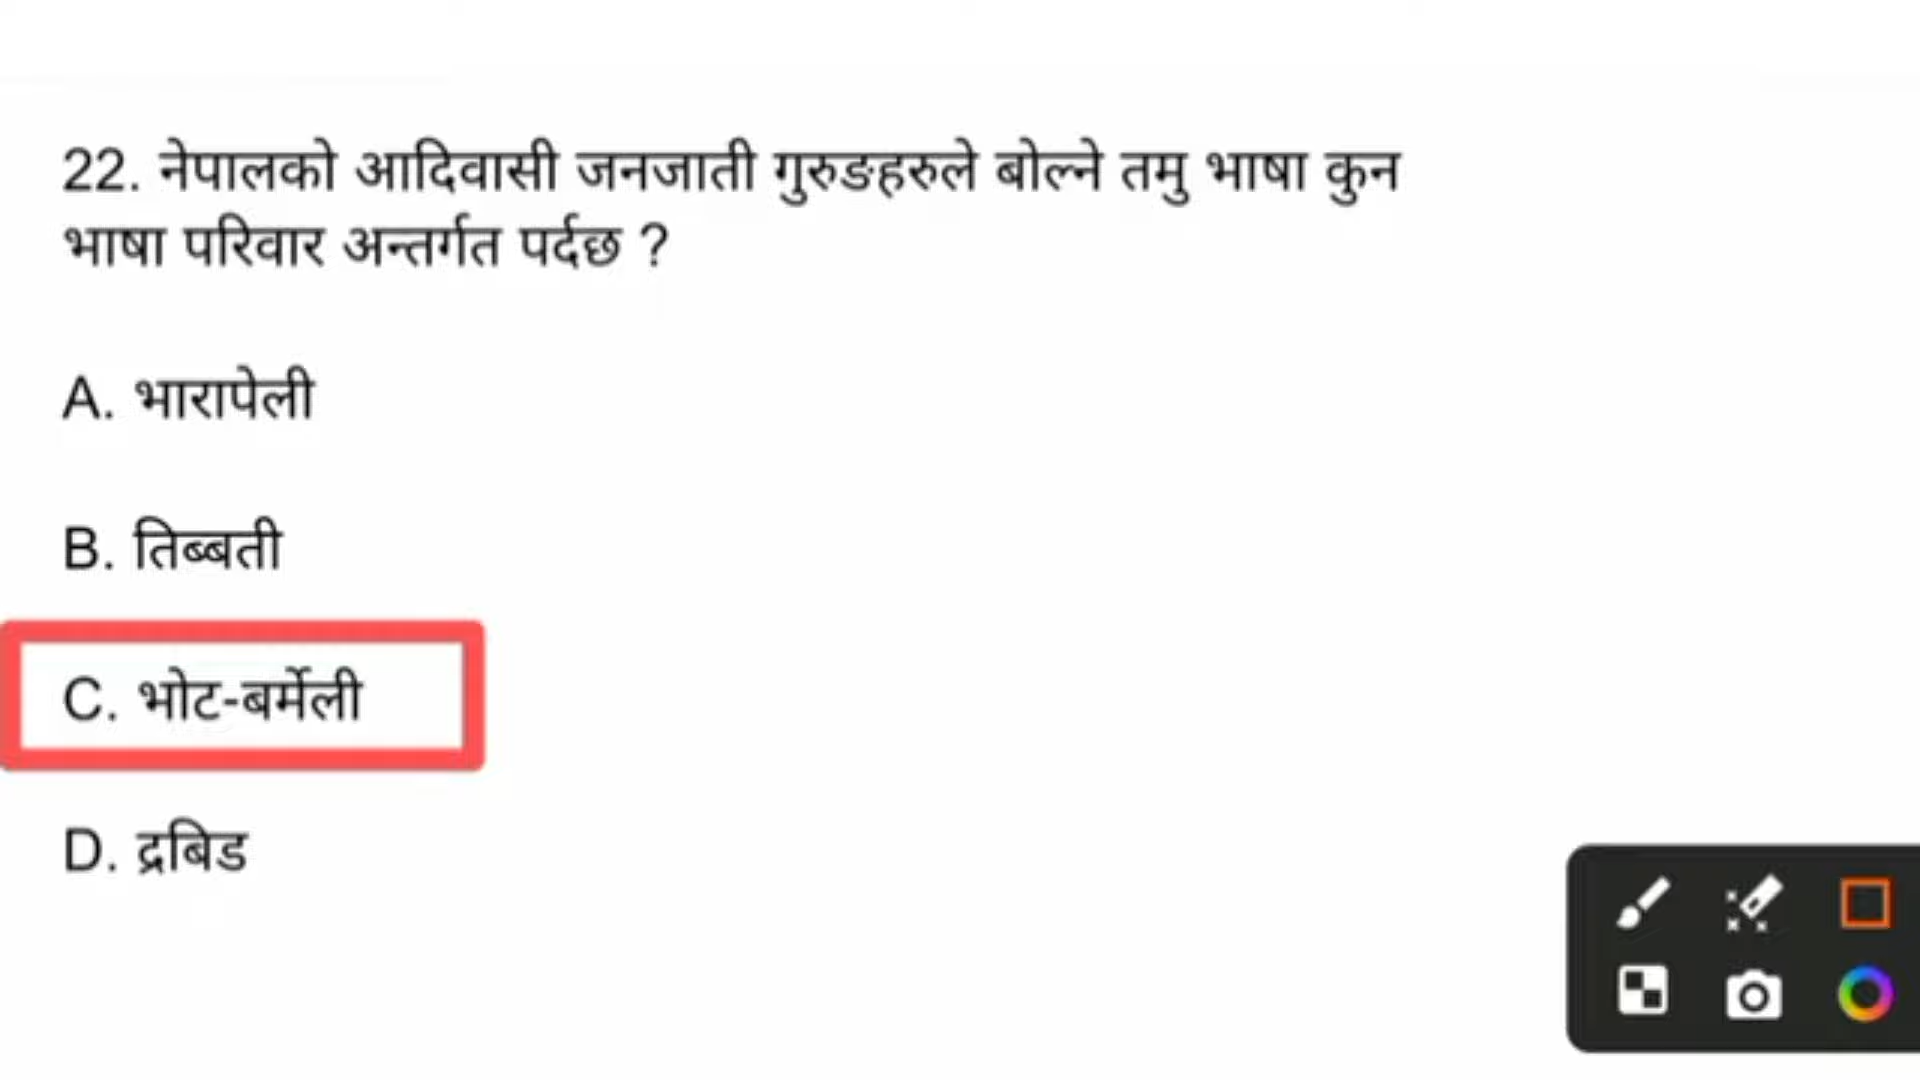 22. नेपालको आदिवासी जनजाती गुरुङहरुले बोल्ने तमु भाषा कुन
भाषा परिवार अन्तर्गत पर्दछ ?
A. भारापेली
B. तिब्बती
C. भोट-बर्मेली
D. द्रबिड